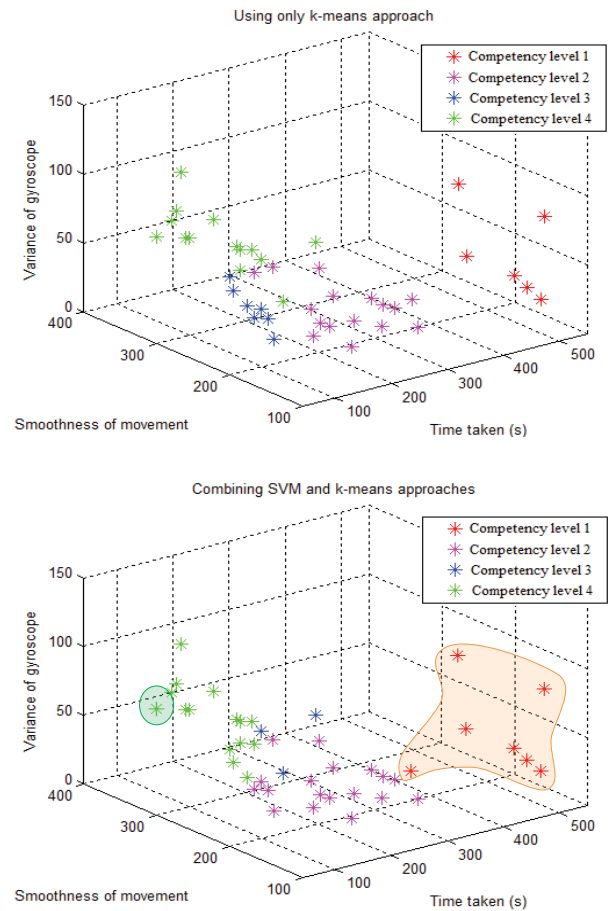 Using only k-means approach
Competency level 1
Competency level 2
Competency level 3
Competency level 4
150
100
50
0
Variance of gyroscope
400
300
200
100
Smoothness of movement
100
200
300
400
500
Time taken (s)
Combining SVM and k-means approaches
Competency level 1
Competency level 2
Competency level 3
Competency level 4
150
100
50
0
Variance of gyroscope
400
300
200
100
Smoothness of movement
100
200
300
400
500
Time taken (s)